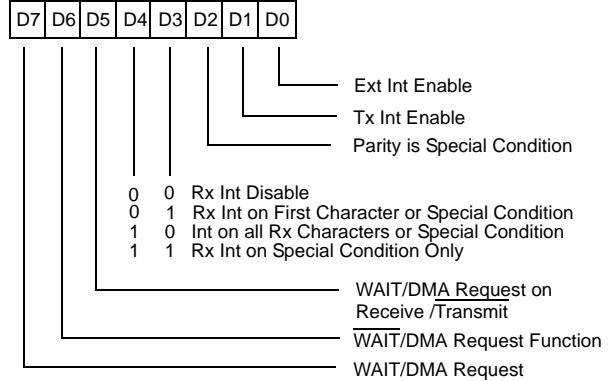 D7 D6 D5 D4 D3 D2 D1 D0
Ext Int Enable
Tx Int Enable
Parity is Special Condition
0 0 Rx Int Disable
0 1 Rx Int on First Character or Special Condition
1 0 Int on all Rx Characters or Special Condition
1 1 Rx Int on Special Condition Only
WAIT/DMA Request on
Receive /Transmit
WAIT/DMA Request Function
WAIT/DMA Request